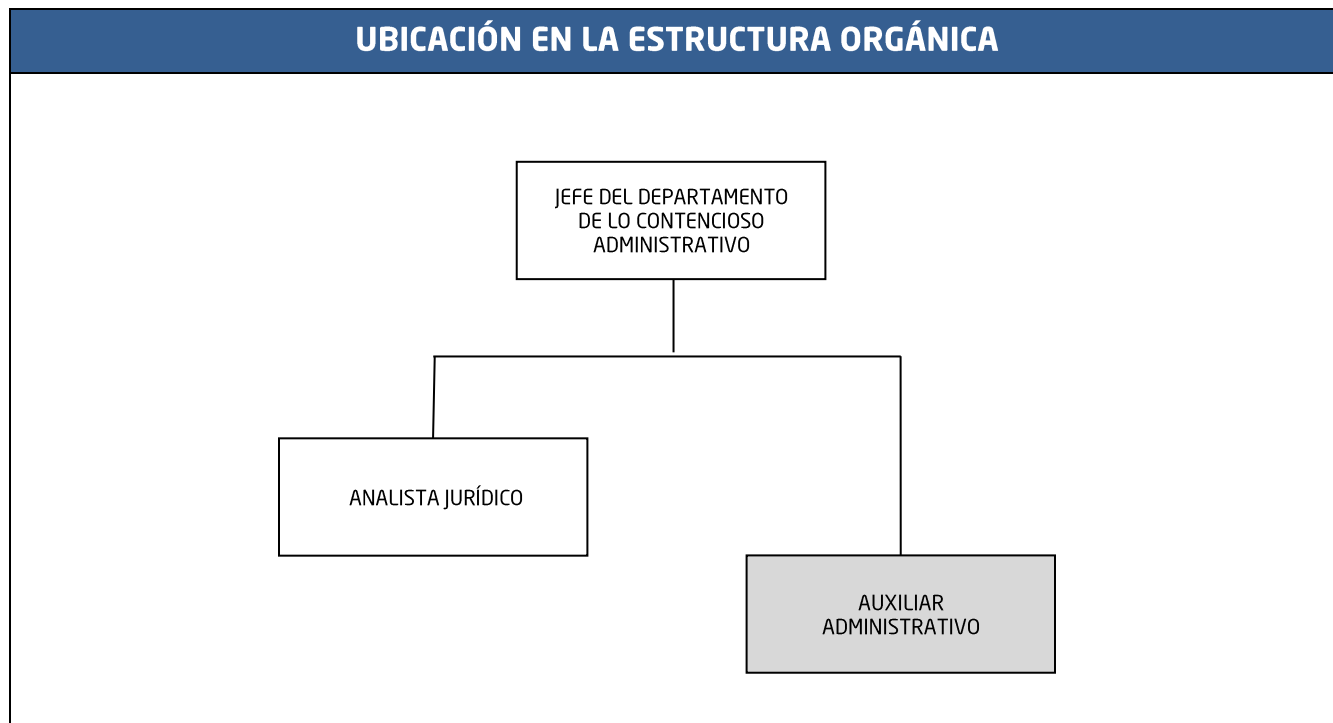 UBICACIÓN EN LA ESTRUCTURA ORGÁNICA
JEFE DEL DEPARTAMENTO
DE LO CONTENCIOSO
ADMINISTRATIVO
ANALISTA JURÍDICO
AUXILIAR
ADMINISTRATIVO